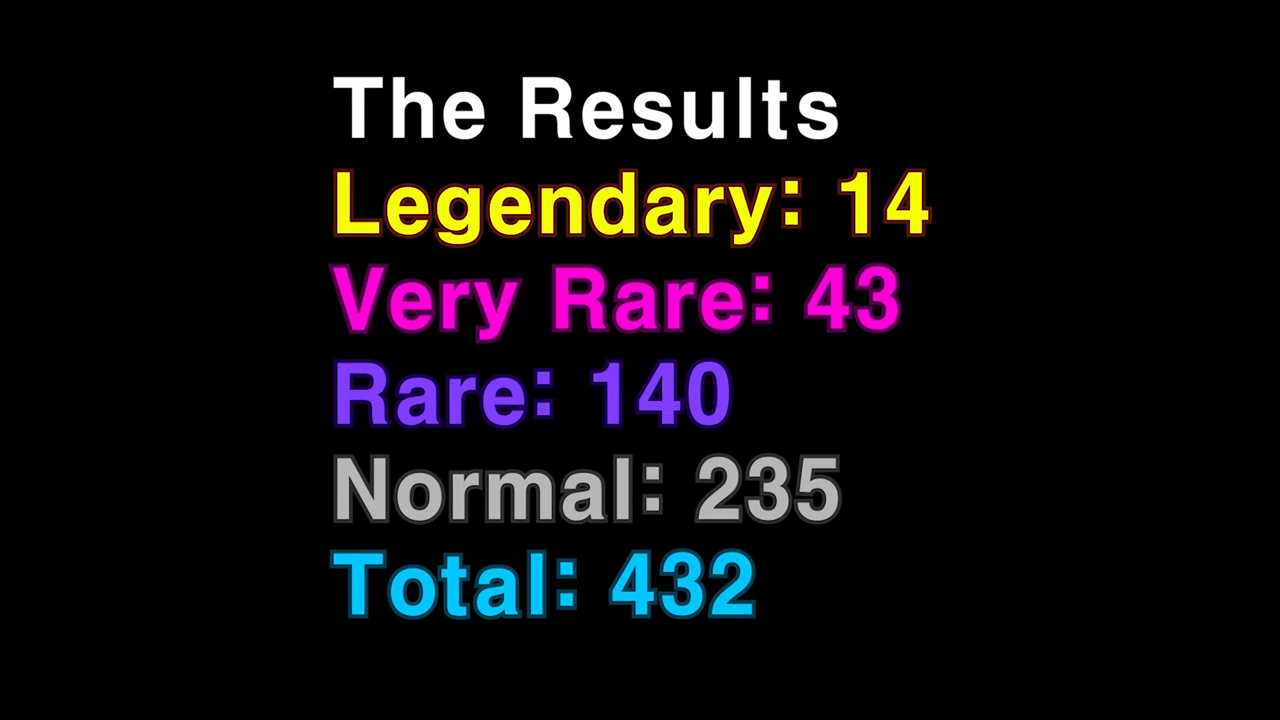 The Results
Legendary: 14
Very Rare: 43
Rare: 140
Normal: 235
Total: 432